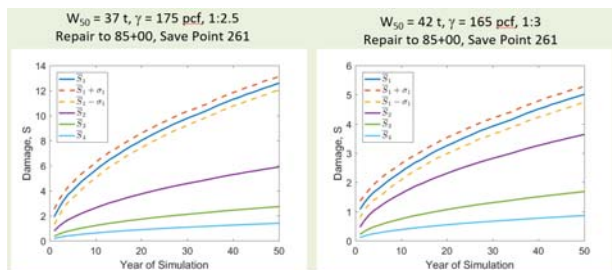 W50 = 37 t, γ = 175 pcf, 1:2.5
Repair to 85+00, Save Point 261
14
12
10
8
6
4
2
0
Damage, S
S̅1
S̅1 + σ1
S̅1 − σ1
S̅2
S̅3
S̅4
0 10 20 30 40 50
Year of Simulation
W50 = 42 t, γ = 165 pcf, 1:3
Repair to 85+00, Save Point 261
6
5
4
3
2
1
0
Damage, S
S̅1
S̅1 + σ1
S̅1 − σ1
S̅2
S̅3
S̅4
0 10 20 30 40 50
Year of Simulation